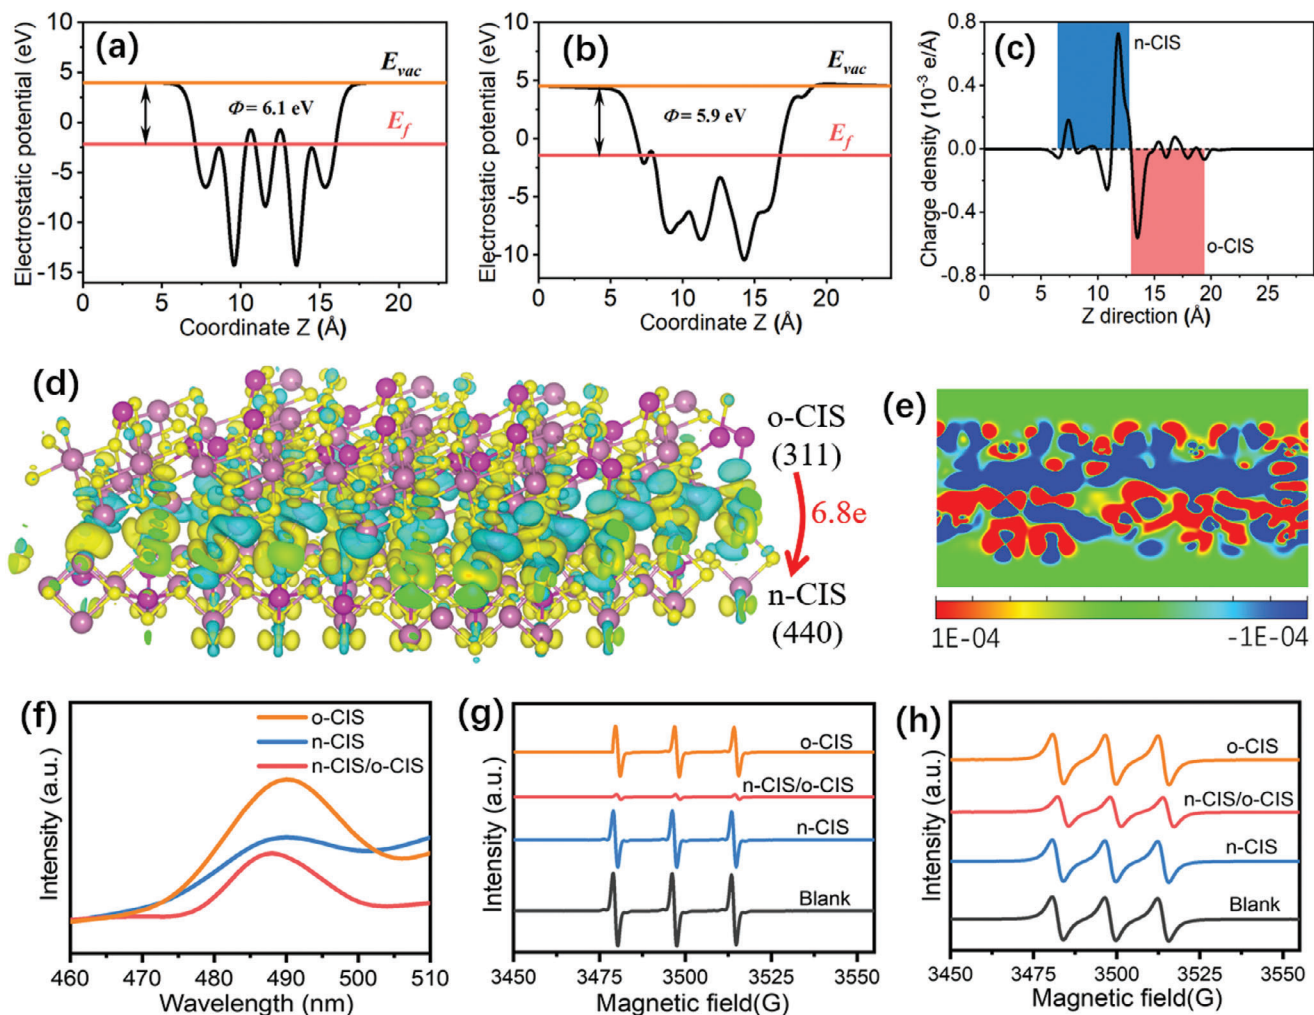 (a)
Electrostatic potential (eV)
10
5
0
-5
-10
-15
E_vac
Φ= 6.1 eV
E_f
0 5 10 15 20
Coordinate Z (Å)
(b)
Electrostatic potential (eV)
10
5
0
-5
-10
E_vac
Φ= 5.9 eV
E_f
0 5 10 15 20
Coordinate Z (Å)
(c)
Charge density (10⁻³ e/Å)
0.8
0.4
0.0
-0.4
-0.8
n-CIS
o-CIS
0 5 10 15 20 25
Z direction (Å)
(d)
o-CIS
(311)
6.8e
n-CIS
(440)
(e)
1E-04 -1E-04
(f)
Intensity (a.u.)
o-CIS
n-CIS
n-CIS/o-CIS
460 470 480 490 500 510
Wavelength (nm)
(g)
Intensity (a.u.)
o-CIS
n-CIS/o-CIS
n-CIS
Blank
3450 3500 3550
Magnetic field(G)
(h)
Intensity (a.u.)
o-CIS
n-CIS/o-CIS
n-CIS
Blank
3450 3500 3550
Magnetic field(G)